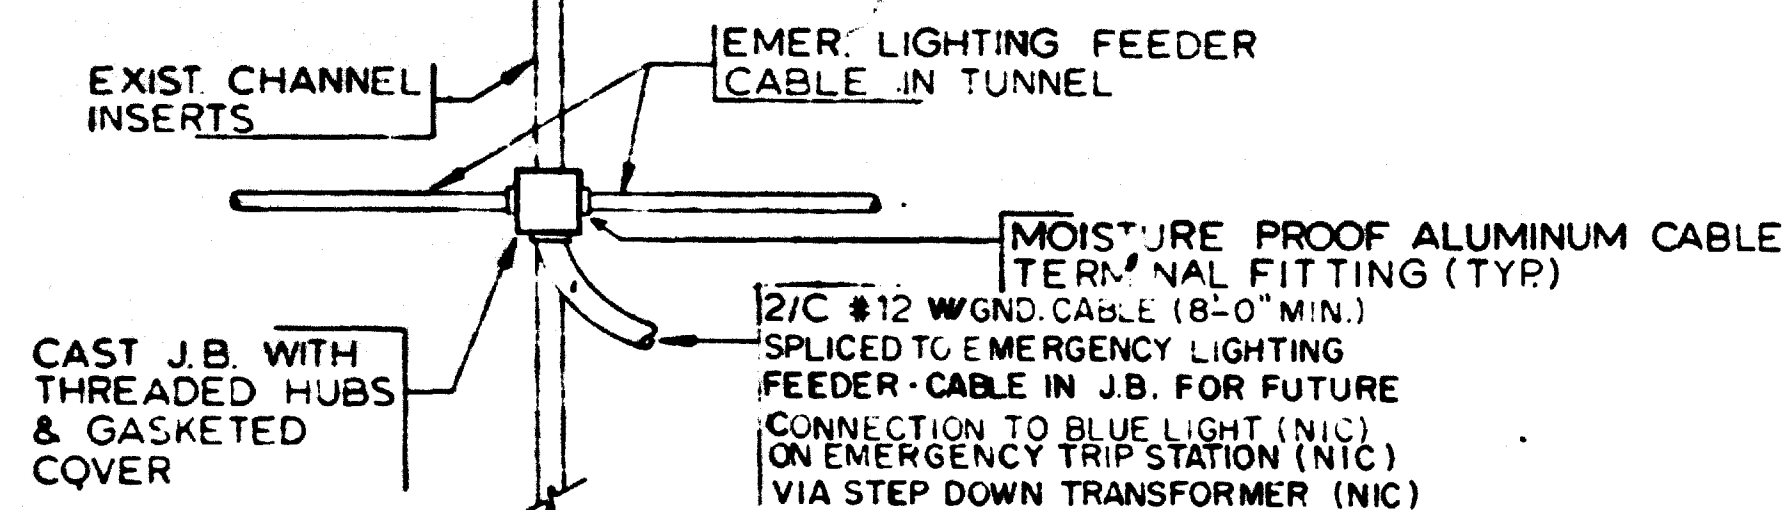 EXIST. CHANNEL
INSERTS
EMER. LIGHTING FEEDER
CABLE IN TUNNEL
MOISTURE PROOF ALUMINUM CABLE
TERMINAL FITTING (TYP.)
2/C #12 W/GND. CABLE (8'-0" MIN.)
SPLICED TO EMERGENCY LIGHTING
FEEDER CABLE IN J.B. FOR FUTURE
CONNECTION TO BLUE LIGHT (NIC)
ON EMERGENCY TRIP STATION (NIC)
VIA STEP DOWN TRANSFORMER (NIC)
CAST J.B. WITH
THREADED HUBS
& GASKETED
COVER